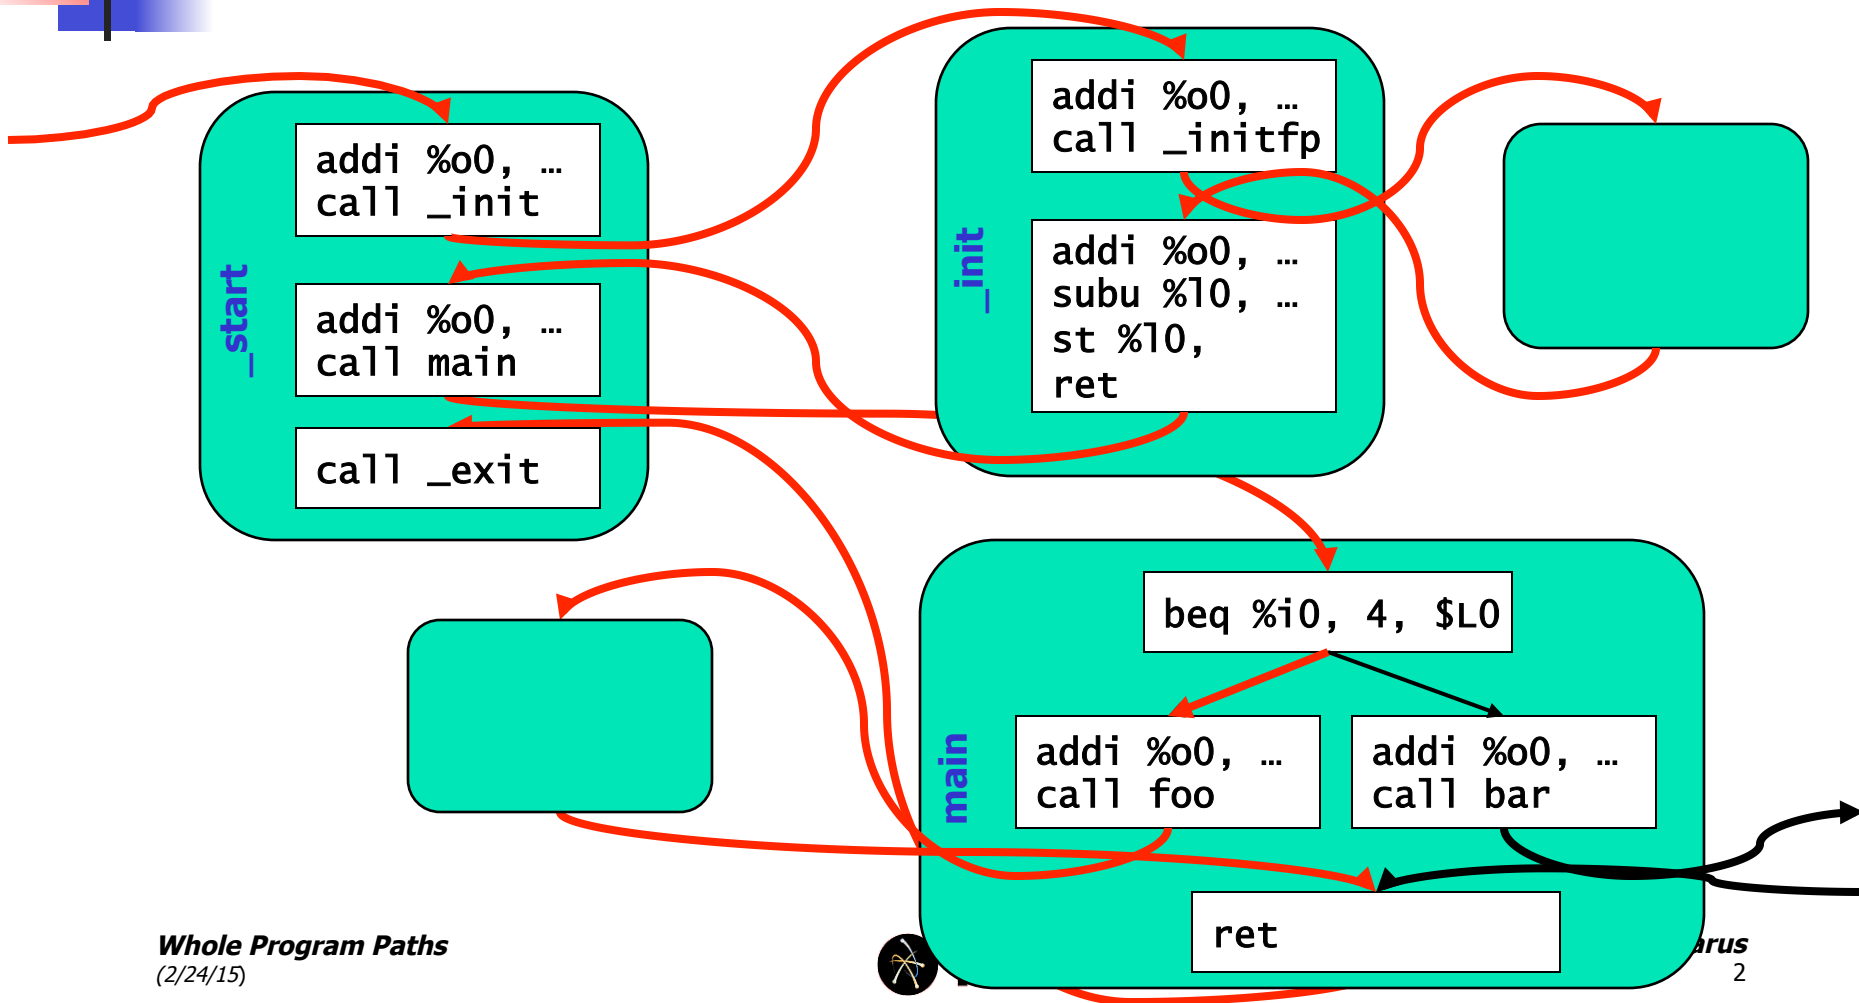 _start
addi %o0, …
call _init
addi %o0, …
call main
call _exit
_init
addi %o0, …
call _initfp
addi %o0, …
subu %l0, …
st %l0,
ret
main
beq %i0, 4, $L0
addi %o0, …
call foo
addi %o0, …
call bar
ret
Whole Program Paths
(2/24/15)
2